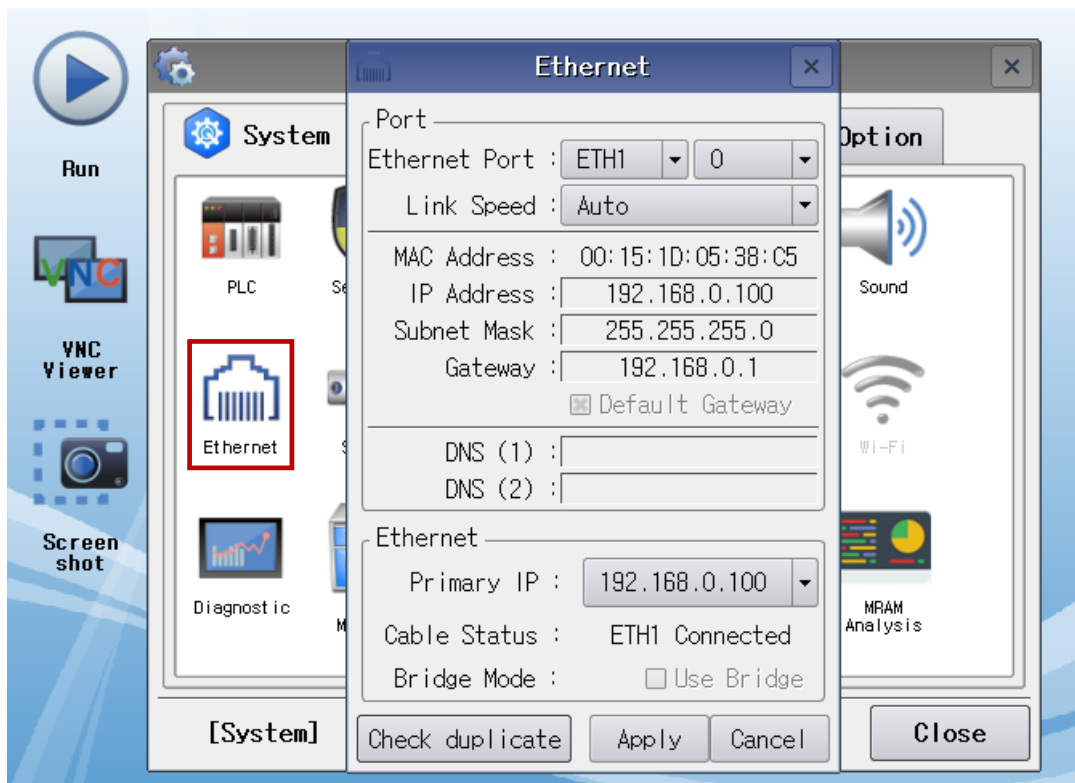 Run
VNC
VNC
Viewer
Screen
shot
System
Option
PLC
Se
Sound
Ethernet
S
Wi-Fi
Diagnostic
M
MRAM
Analysis
[System]
Close
Ethernet
Port
Ethernet Port : ETH1 0
Link Speed : Auto
MAC Address : 00:15:1D:05:38:C5
IP Address : 192.168.0.100
Subnet Mask : 255.255.255.0
Gateway : 192.168.0.1
Default Gateway
DNS (1) :
DNS (2) :
Ethernet
Primary IP : 192.168.0.100
Cable Status : ETH1 Connected
Bridge Mode : Use Bridge
Check duplicate Apply Cancel